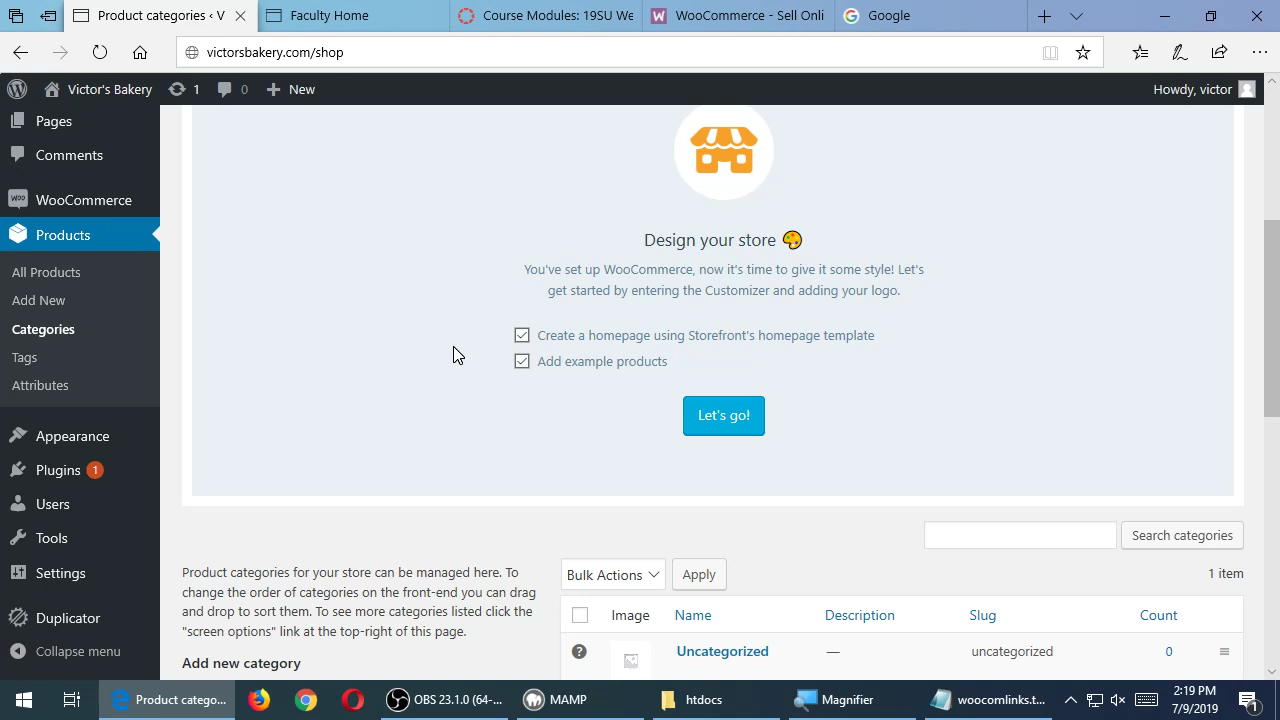 Product categories ‹ V
Faculty Home
Course Modules: 19SU We
WooCommerce - Sell Onli
Google
victorsbakery.com/shop
Victor's Bakery
1
0
New
Howdy, victor
Pages
Comments
WooCommerce
Products
All Products
Add New
Categories
Tags
Attributes
Appearance
Plugins 1
Users
Tools
Settings
Duplicator
Collapse menu
Design your store
You've set up WooCommerce, now it's time to give it some style! Let's
get started by entering the Customizer and adding your logo.
Create a homepage using Storefront's homepage template
Add example products
Let's go!
Search categories
Product categories for your store can be managed here. To
change the order of categories on the front-end you can drag
and drop to sort them. To see more categories listed click the
"screen options" link at the top-right of this page.
Add new category
Bulk Actions
Apply
1 item
Image Name Description Slug Count
Uncategorized — uncategorized 0
Product catego...
OBS 23.1.0 (64-...
MAMP
htdocs
Magnifier
woocomlinks.t...
2:19 PM
7/9/2019
1